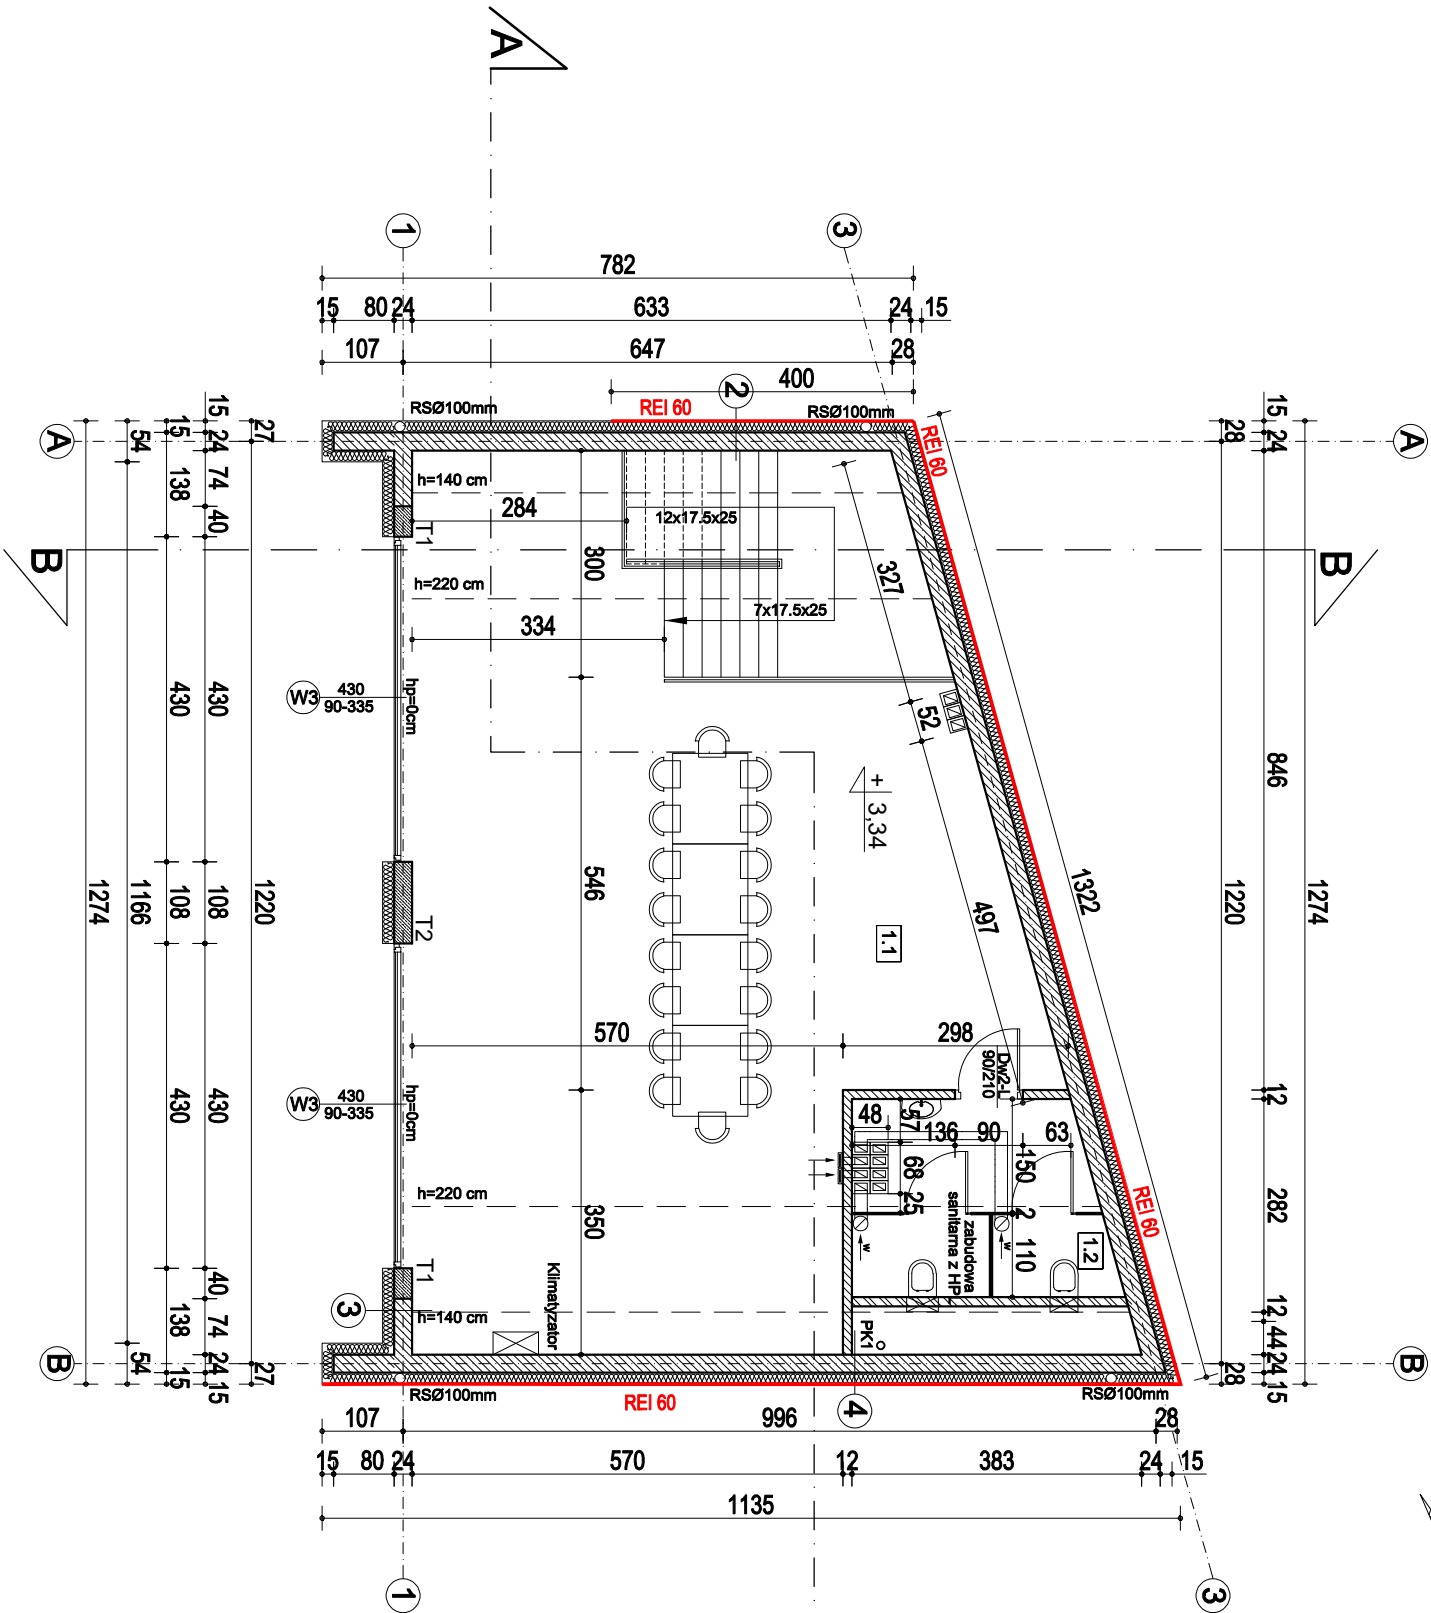 A
1
3
782
15 80 24 633 24 15
107 647 28
400
2
RSØ100mm
REI 60
RSØ100mm
REI 60
A
A
15
54
15
24
74
138
40
15
27
15
28
24
h=140 cm
284
12x17.5x25
T1
300
327
B
B
h=220 cm
7x17.5x25
334
W3
430
90-335
hp=0cm
430
430
52
846
+ 3,34
1274
1166
108
108
1220
T2
546
1.1
497
1322
1220
1274
570
298
Dw2-L
90/210
W3
430
90-335
hp=0cm
430
430
12
48
57
136 90 63
68
25
150
2
110
282
REI 60
h=220 cm
350
w
w
zabudowa
sanitarna z HP
1.2
T1
40
74
138
Klimatyzator
12
44
24
15
28
3
h=140 cm
PK1
B
B
54
15
24
15
27
RSØ100mm
REI 60
4
RSØ100mm
107 996 28
15 80 24 570 12 383 24 15
1135
1
3